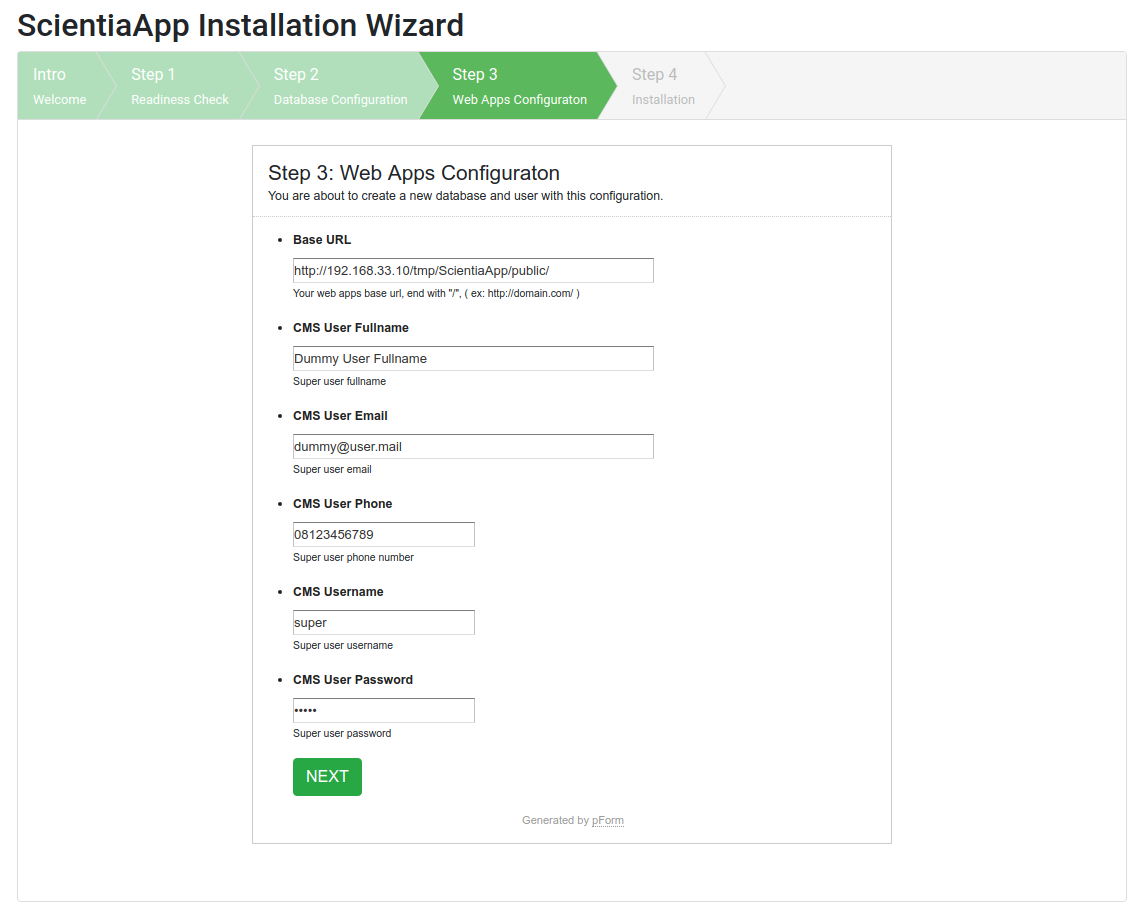 ScientiaApp Installation Wizard
Intro
Welcome
Step 1
Readiness Check
Step 2
Database Configuration
Step 3
Web Apps Configuraton
Step 4
Installation
Step 3: Web Apps Configuraton
You are about to create a new database and user with this configuration.
Base URL
http://192.168.33.10/tmp/ScientiaApp/public/
Your web apps base url, end with "/", ( ex: http://domain.com/ )
CMS User Fullname
Dummy User Fullname
Super user fullname
CMS User Email
dummy@user.mail
Super user email
CMS User Phone
08123456789
Super user phone number
CMS Username
super
Super user username
CMS User Password
•••••
Super user password
NEXT
Generated by pForm